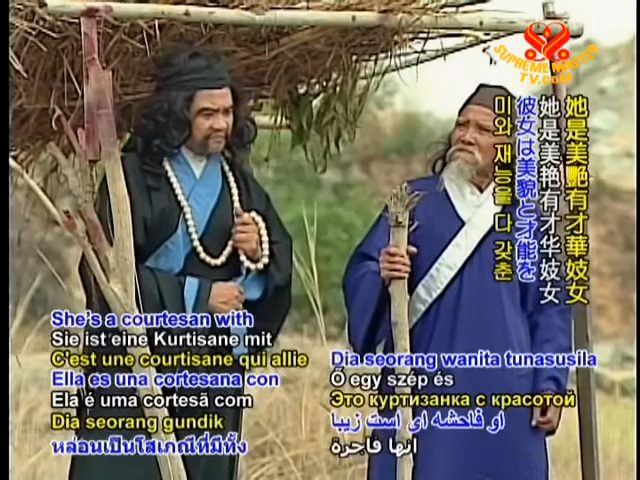 SUPREME MASTER
TV.COM
她是美艷有才華妓女
她是美艳有才华妓女
彼女は美貌と才能を
미와 재능을 다 갖춘
She's a courtesan with
Sie ist eine Kurtisane mit
C'est une courtisane qui allie
Ella es una cortesana con
Ela é uma cortesã com
Dia seorang gundik
หล่อนเป็นโสเภณีที่มีทั้ง
Dia seorang wanita tunasusila
Ő egy szép és
Это куртизанка с красотой
او فاحشه ای است زیبا
انها فاجرة